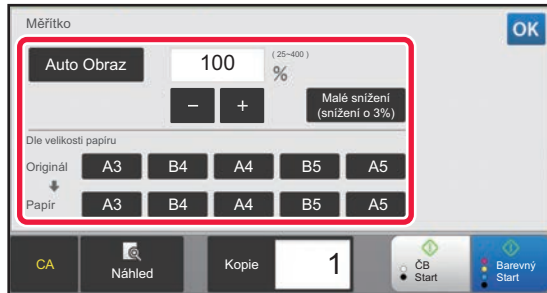 Měřítko
OK
Auto Obraz
100
(25~400)
%
－
＋
Malé snížení
(snížení o 3%)
Dle velikosti papíru
Originál A3 B4 A4 B5 A5
Papír A3 B4 A4 B5 A5
CA
Náhled
Kopie
1
ČB
Start
Barevný
Start